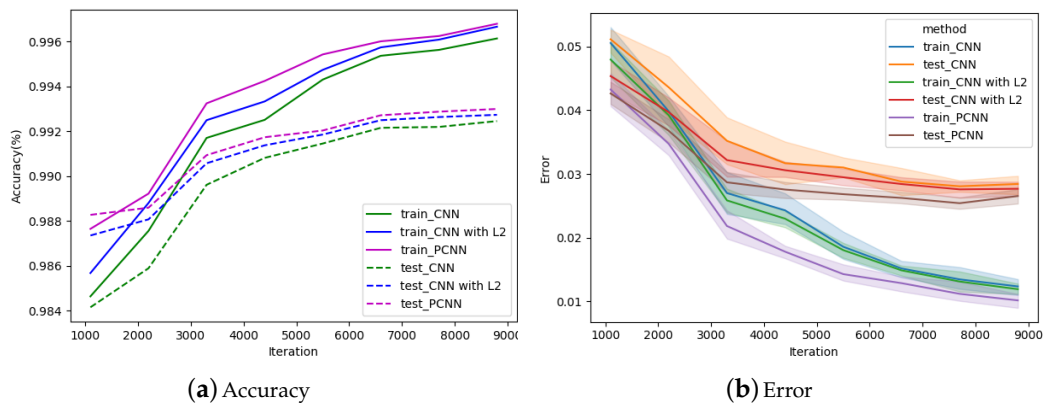 0.996
0.994
0.992
0.990
0.988
0.986
0.984
Accuracy(%)
1000 2000 3000 4000 5000 6000 7000 8000 9000
Iteration
train_CNN
train_CNN with L2
train_PCNN
test_CNN
test_CNN with L2
test_PCNN
(a) Accuracy
0.05
0.04
0.03
0.02
0.01
Error
1000 2000 3000 4000 5000 6000 7000 8000 9000
Iteration
method
train_CNN
test_CNN
train_CNN with L2
test_CNN with L2
train_PCNN
test_PCNN
(b) Error